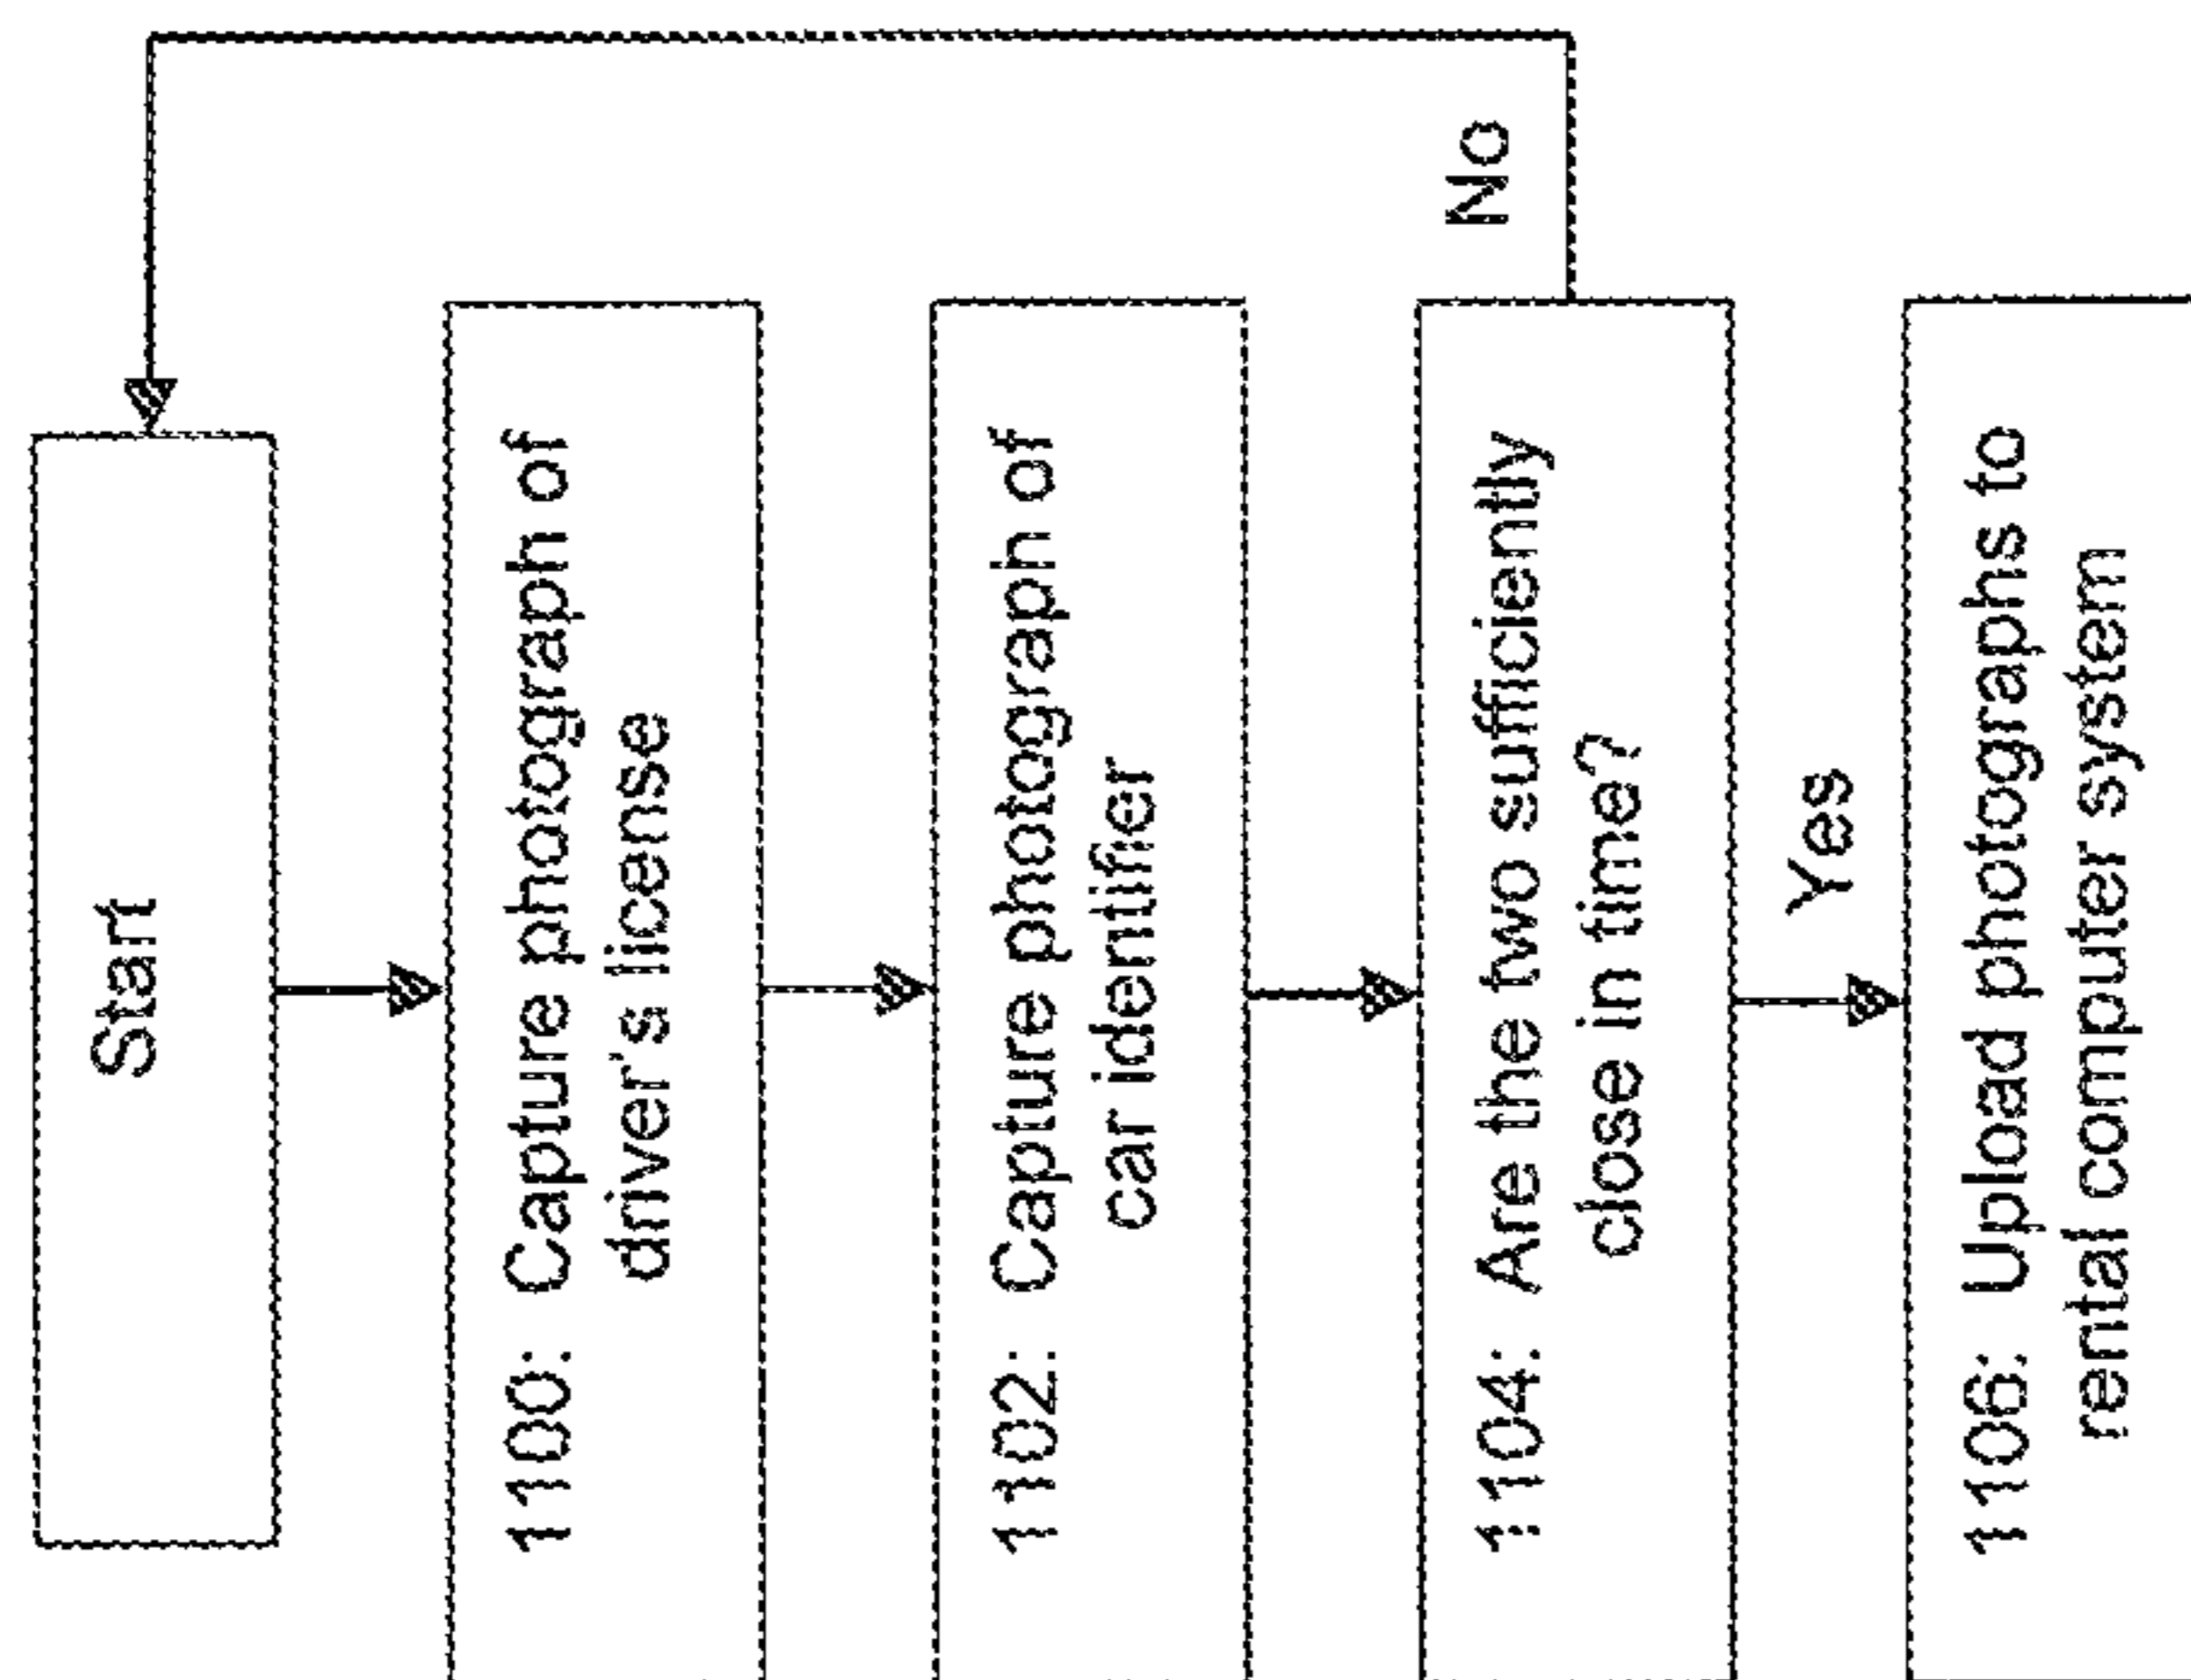 Start
1100: Capture photograph of
driver's license
1102: Capture photograph of
car identifier
1104: Are the two sufficiently
close in time?
No
Yes
1106: Upload photographs to
rental computer system